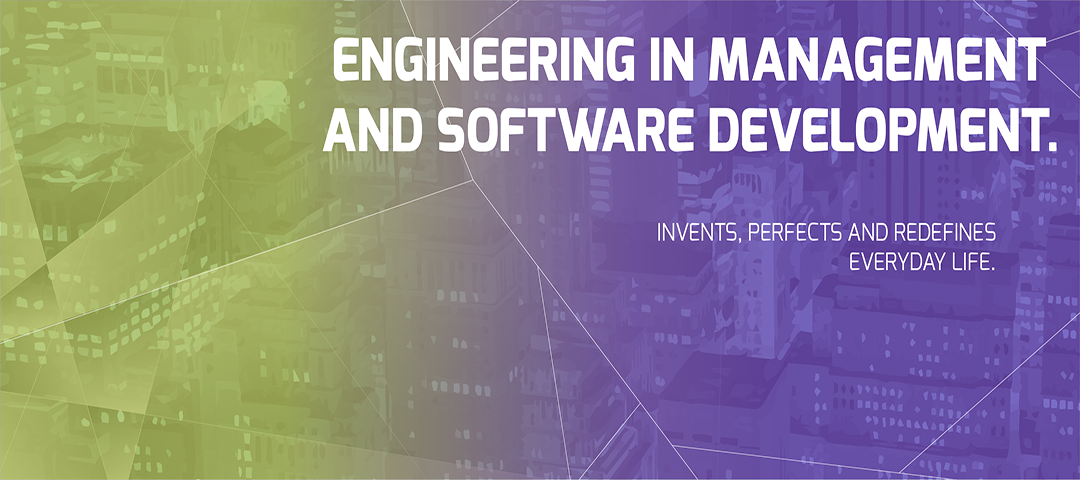 ENGINEERING IN MANAGEMENT
AND SOFTWARE DEVELOPMENT.
INVENTS, PERFECTS AND REDEFINES
EVERYDAY LIFE.